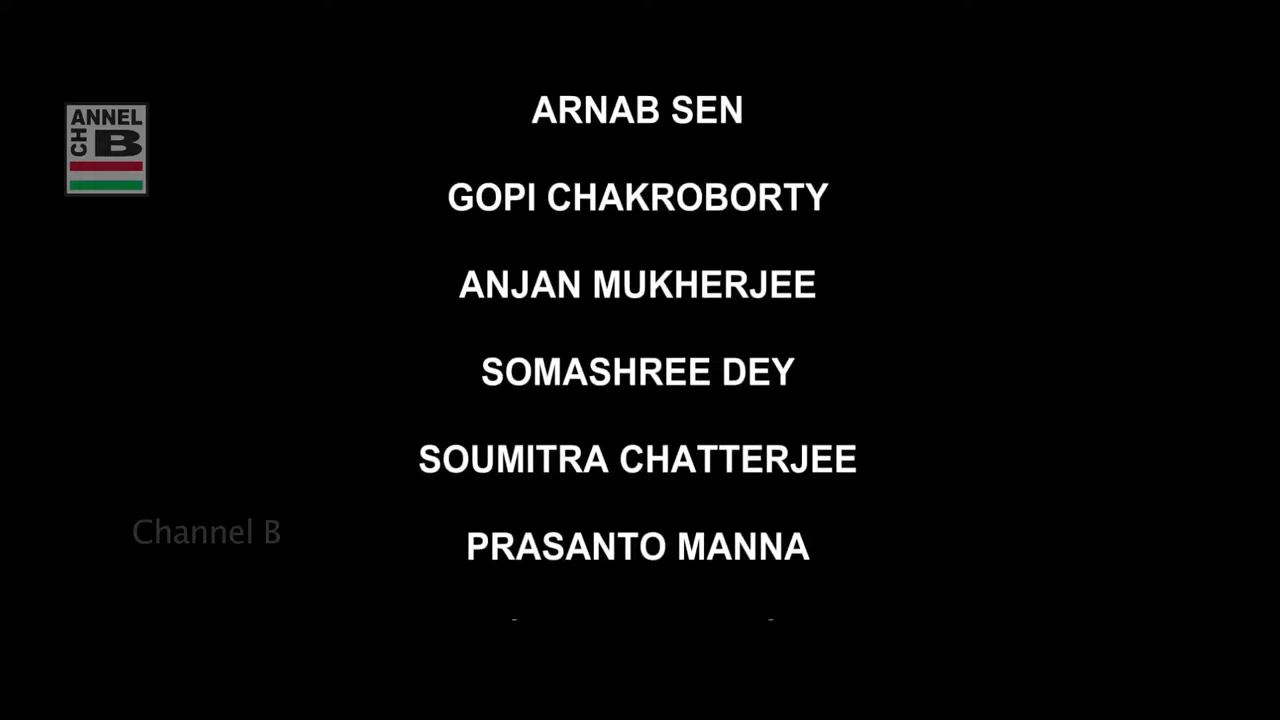 ANNEL
CH B
ARNAB SEN
GOPI CHAKROBORTY
ANJAN MUKHERJEE
SOMASHREE DEY
SOUMITRA CHATTERJEE
Channel B
PRASANTO MANNA